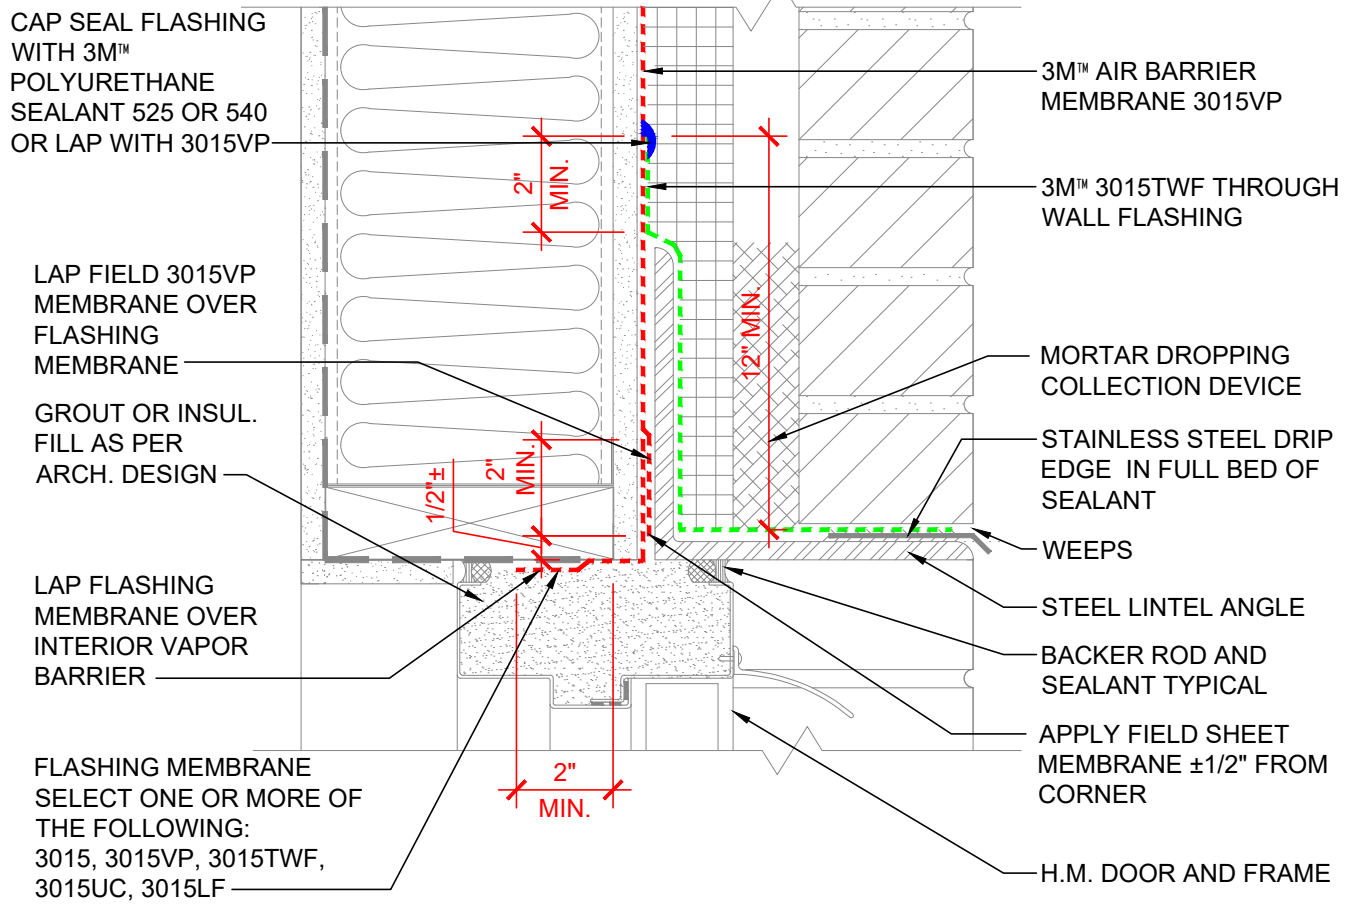 CAP SEAL FLASHING
WITH 3M™
POLYURETHANE
SEALANT 525 OR 540
OR LAP WITH 3015VP
LAP FIELD 3015VP
MEMBRANE OVER
FLASHING
MEMBRANE
GROUT OR INSUL.
FILL AS PER
ARCH. DESIGN
LAP FLASHING
MEMBRANE OVER
INTERIOR VAPOR
BARRIER
FLASHING MEMBRANE
SELECT ONE OR MORE OF
THE FOLLOWING:
3015, 3015VP, 3015TWF,
3015UC, 3015LF
2"
MIN.
2"
MIN.
1/2"±
2"
MIN.
12" MIN.
3M™ AIR BARRIER
MEMBRANE 3015VP
3M™ 3015TWF THROUGH
WALL FLASHING
MORTAR DROPPING
COLLECTION DEVICE
STAINLESS STEEL DRIP
EDGE IN FULL BED OF
SEALANT
WEEPS
STEEL LINTEL ANGLE
BACKER ROD AND
SEALANT TYPICAL
APPLY FIELD SHEET
MEMBRANE ±1/2" FROM
CORNER
H.M. DOOR AND FRAME